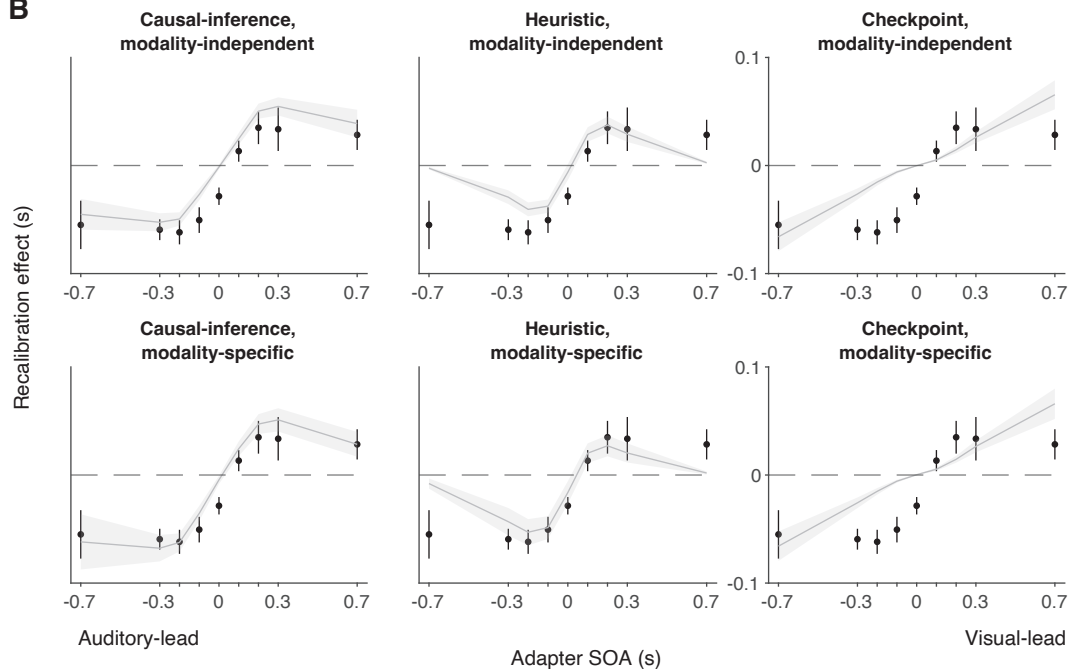 B
Causal-inference,
modality-independent
Heuristic,
modality-independent
Checkpoint,
modality-independent
0.1
0
-0.1
-0.7 -0.3 0 0.3 0.7
-0.7 -0.3 0 0.3 0.7
-0.7 -0.3 0 0.3 0.7
Recalibration effect (s)
Causal-inference,
modality-specific
Heuristic,
modality-specific
Checkpoint,
modality-specific
0.1
0
-0.1
-0.7 -0.3 0 0.3 0.7
-0.7 -0.3 0 0.3 0.7
-0.7 -0.3 0 0.3 0.7
Auditory-lead
Adapter SOA (s)
Visual-lead